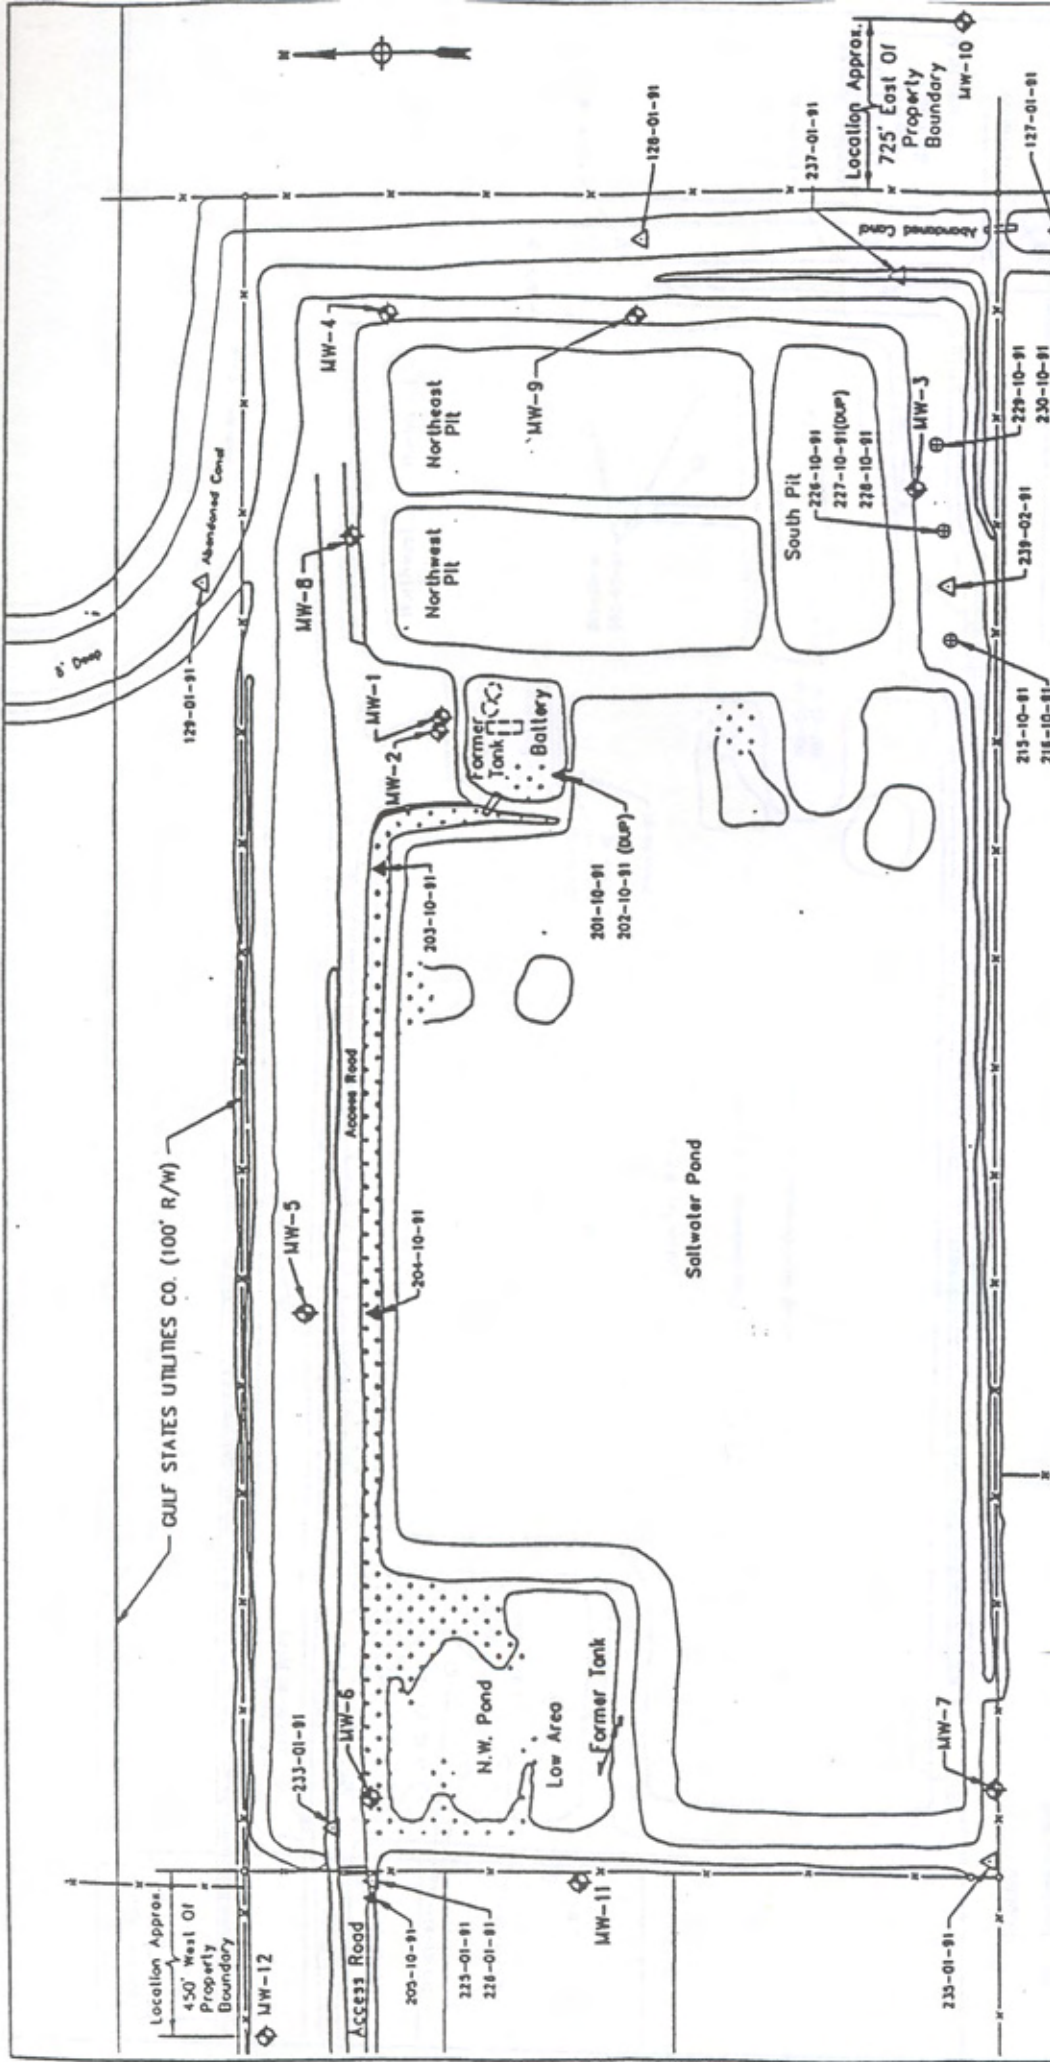 Location Approx.
450' West Of
Property
Boundary
MW-12
GULF STATES UTILITIES CO. (100' R/W)
Abandoned Canal
Deep
129-01-91
Access Road
205-10-91
225-01-91
226-01-91
233-01-91
MW-6
MW-5
204-10-91
Access Road
203-10-91
MW-2
MW-1
MW-8
MW-4
Former
Tank
Battery
201-10-91
202-10-91 (DUP)
Northwest
Pit
Northeast
Pit
MW-9
128-01-91
237-01-91
Location Approx.
725' East Of
Property
Boundary
MW-10
Abandoned Canal
N.W. Pond
Low Area
Former Tank
MW-11
Saltwater Pond
South Pit
226-10-91
227-10-91(DUP)
228-10-91
MW-3
MW-7
235-01-91
215-10-91
216-10-91
239-02-91
229-10-91
230-10-91
127-01-91